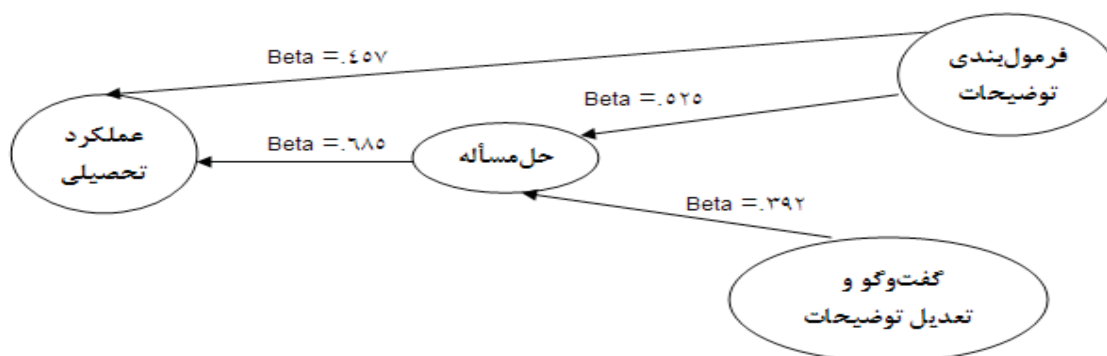 فرمول‌بندی
توضیحات
Beta =.٤٥٧
Beta =.٥٢٥
عملکرد
تحصیلی
Beta =.٦٨٥
حل‌مسأله
Beta =.٣٩٢
گفت‌وگو و
تعدیل توضیحات